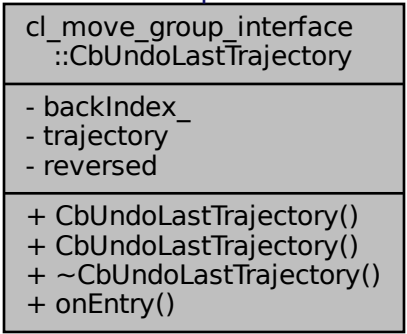 cl_move_group_interface
::CbUndoLastTrajectory
- backIndex_
- trajectory
- reversed
+ CbUndoLastTrajectory()
+ CbUndoLastTrajectory()
+ ~CbUndoLastTrajectory()
+ onEntry()